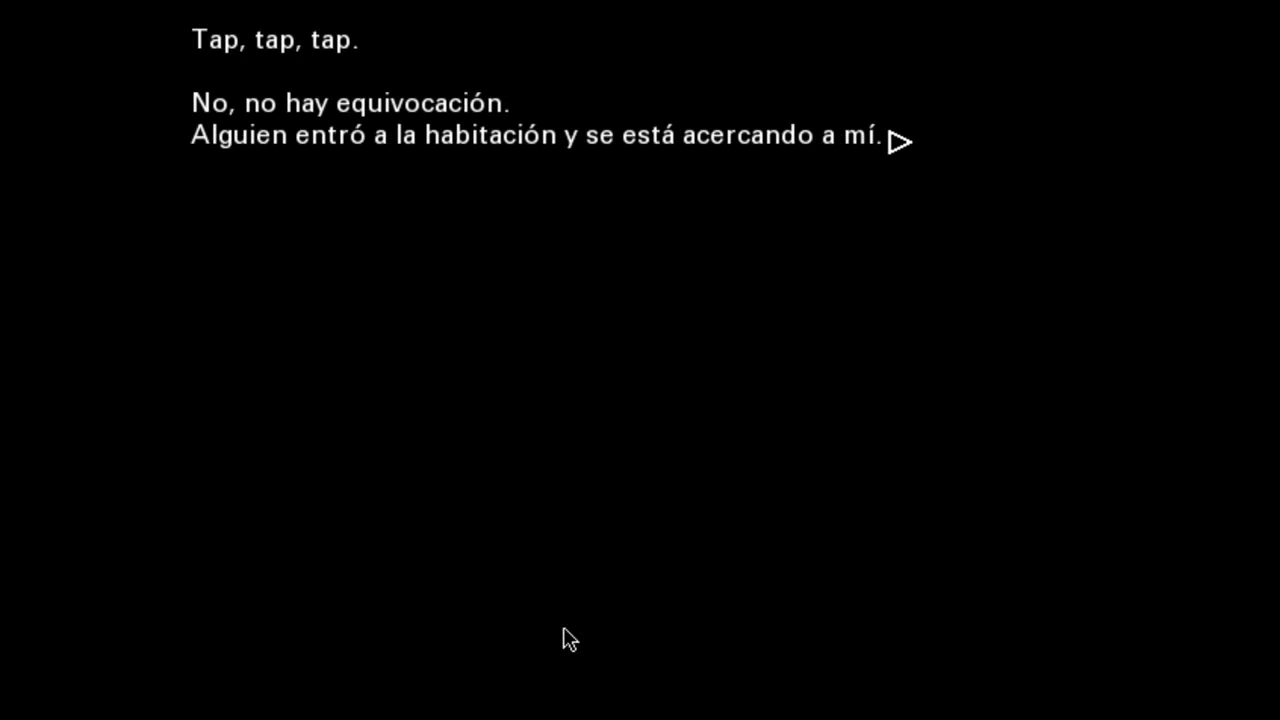 Tap, tap, tap.
No, no hay equivocación.
Alguien entró a la habitación y se está acercando a mí.